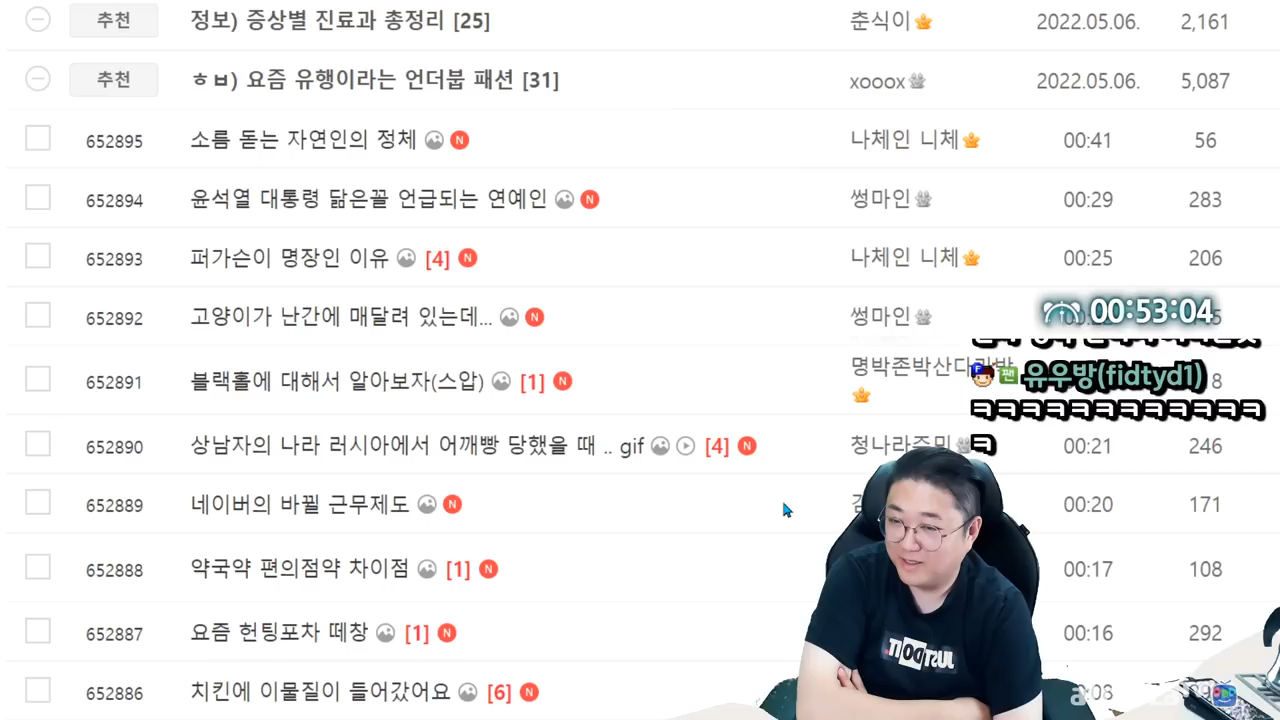 추천 정보) 증상별 진료과 총정리 [25] 춘식이 2022.05.06. 2,161
추천 ㅎㅂ) 요즘 유행이라는 언더붑 패션 [31] xooox 2022.05.06. 5,087
652895 소름 돋는 자연인의 정체 N 나체인 니체 00:41 56
652894 윤석열 대통령 닮은꼴 언급되는 연예인 N 썽마인 00:29 283
652893 퍼가슨이 명장인 이유 [4] N 나체인 니체 00:25 206
652892 고양이가 난간에 매달려 있는데... N 썽마인
00:53:04
652891 블랙홀에 대해서 알아보자(스압) [1] N 8
유우방(fidtyd1)
ㅋㅋㅋㅋㅋㅋㅋㅋㅋㅋㅋㅋ
ㅋ
652890 상남자의 나라 러시아에서 어깨빵 당했을 때 .. gif [4] N 00:21 246
652889 네이버의 바뀔 근무제도 N 00:20 171
652888 약국약 편의점약 차이점 [1] N 00:17 108
652887 요즘 헌팅포차 떼창 [1] N 00:16 292
JUST DO IT.
652886 치킨에 이물질이 들어갔어요 [6] N